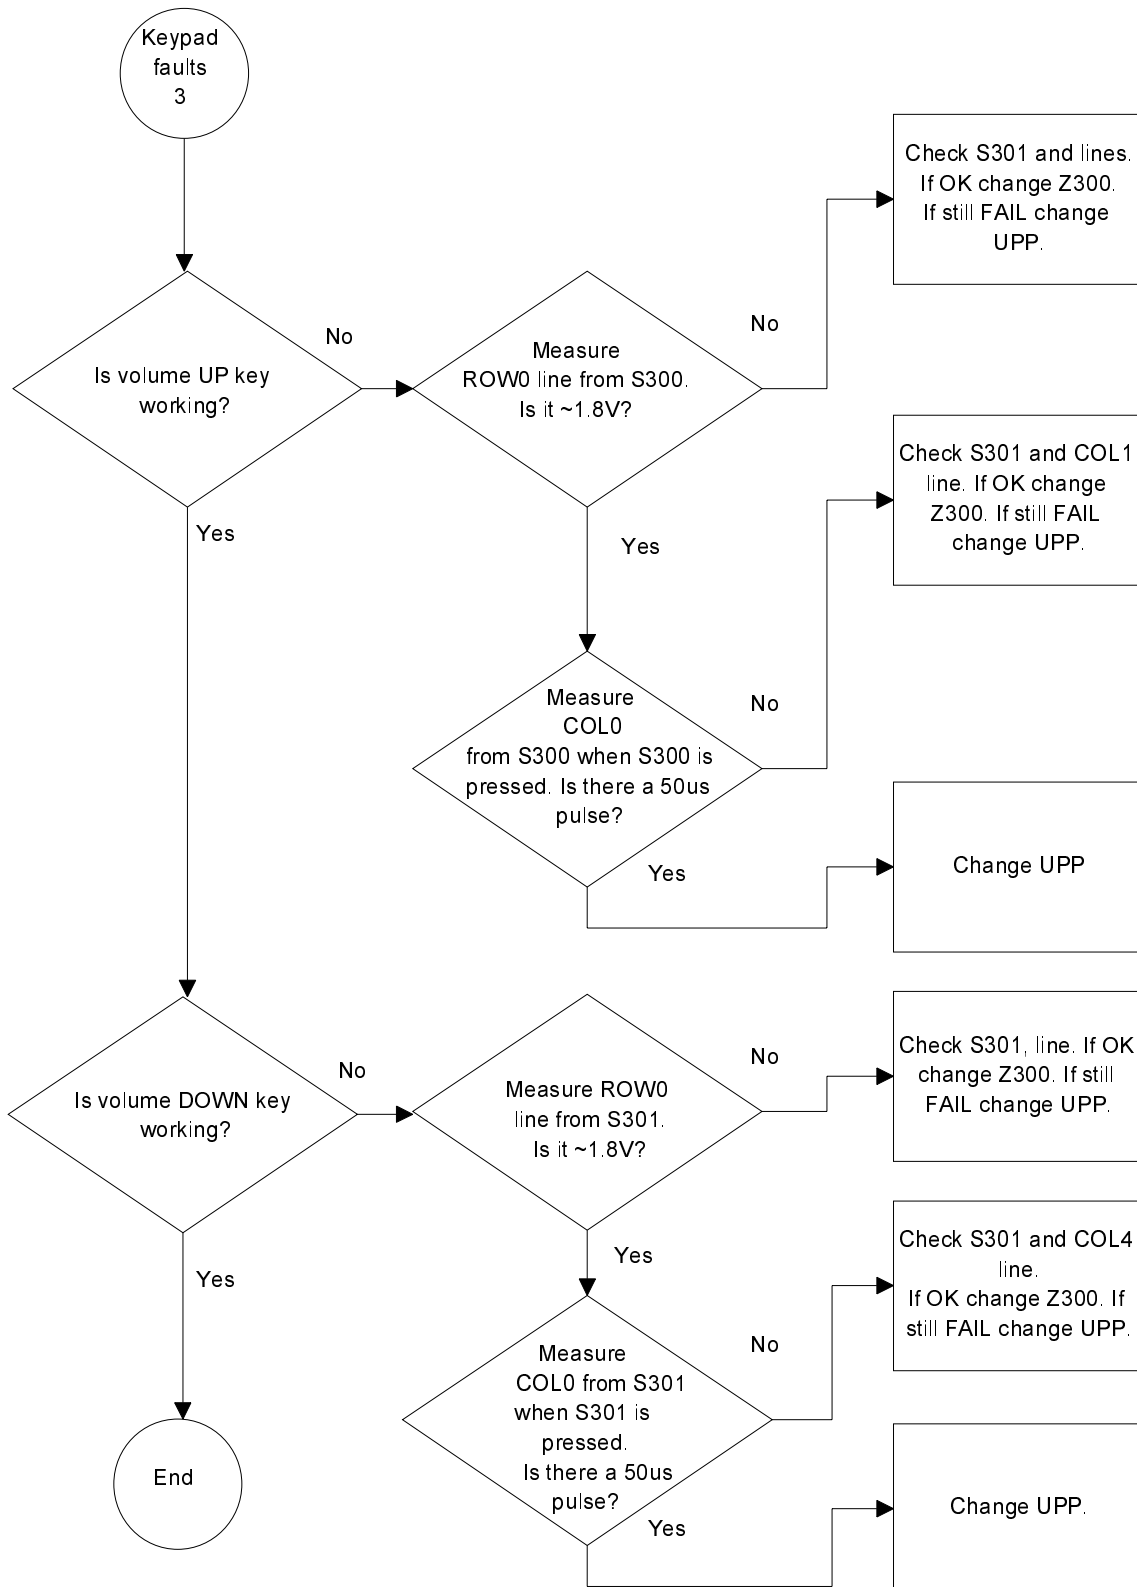 Keypad
faults
3
Check S301 and lines.
If OK change Z300.
If still FAIL change
UPP.
No
No
Is volume UP key
working?
Measure
ROW0 line from S300.
Is it ~1.8V?
Check S301 and COL1
line. If OK change
Z300. If still FAIL
change UPP.
Yes
Yes
Measure
COL0
from S300 when S300 is
pressed. Is there a 50us
pulse?
No
Yes
Change UPP
Is volume DOWN key
working?
No
Measure ROW0
line from S301.
Is it ~1.8V?
No
Check S301, line. If OK
change Z300. If still
FAIL change UPP.
Yes
Yes
Check S301 and COL4
line.
If OK change Z300. If
still FAIL change UPP.
Measure
COL0 from S301
when S301 is
pressed.
Is there a 50us
pulse?
No
Yes
End
Change UPP.